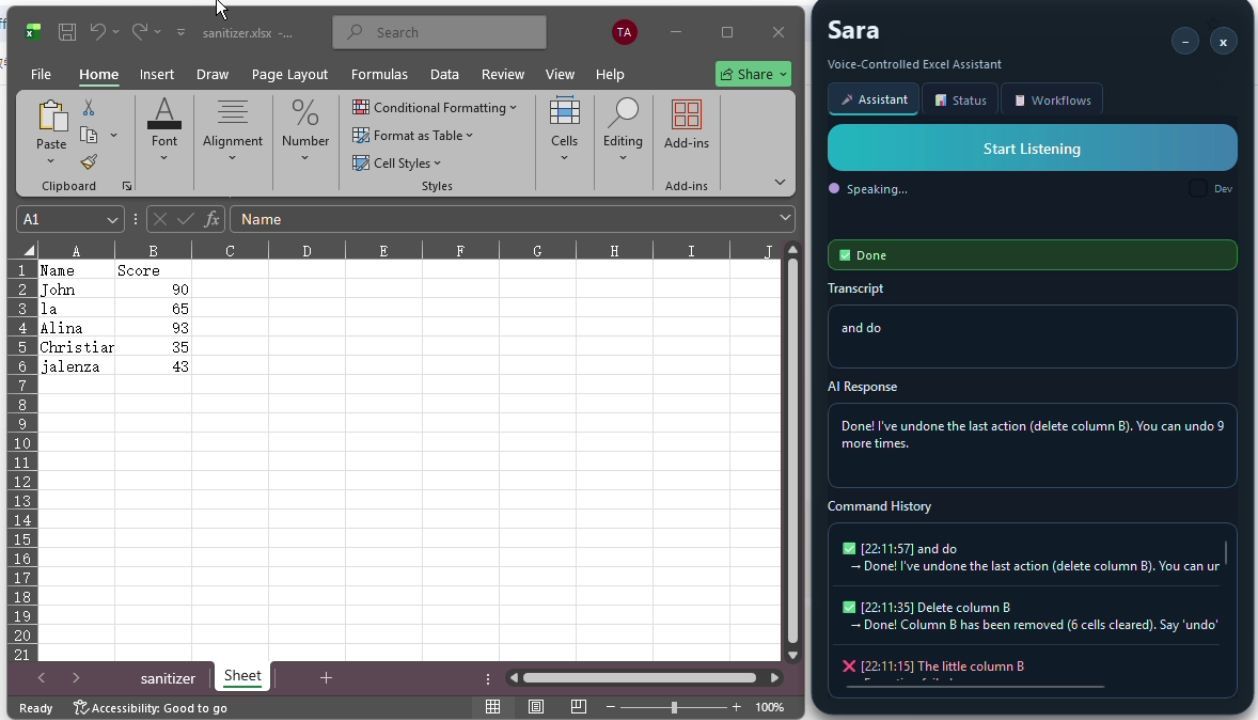 sanitizer.xlsx -...
Search
TA
File Home Insert Draw Page Layout Formulas Data Review View Help
Share
Paste
Clipboard
Font
Alignment
Number
Conditional Formatting
Format as Table
Cell Styles
Styles
Cells
Editing
Add-ins
Add-ins
A1
fx
Name
A B C D E F G H I J
1 Name Score
2 John 90
3 la 65
4 Alina 93
5 Christiar 35
6 jalenza 43
7
8
9
10
11
12
13
14
15
16
17
18
19
20
21
sanitizer Sheet
Ready Accessibility: Good to go 100%
Sara
Voice-Controlled Excel Assistant
Assistant Status Workflows
Start Listening
Speaking... Dev
Done
Transcript
and do
AI Response
Done! I've undone the last action (delete column B). You can undo 9
more times.
Command History
[22:11:57] and do
→ Done! I've undone the last action (delete column B). You can ur
[22:11:35] Delete column B
→ Done! Column B has been removed (6 cells cleared). Say 'undo'
[22:11:15] The little column B